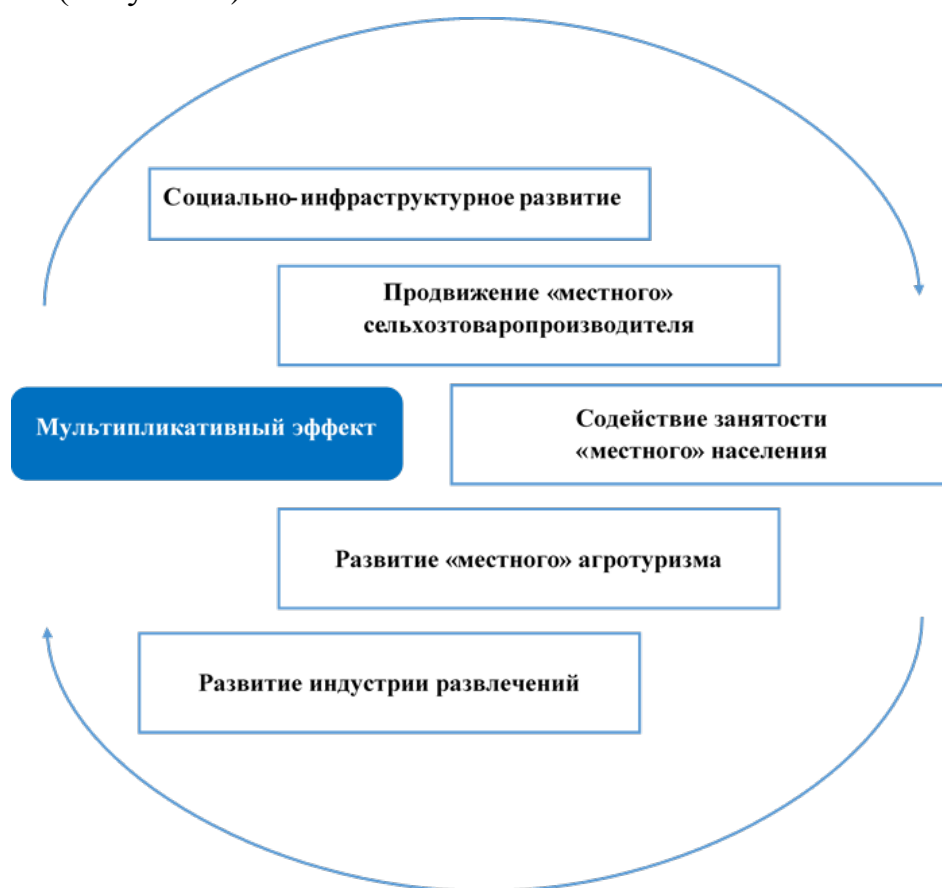 Социально-инфраструктурное развитие
Продвижение «местного»
сельхозтоваропроизводителя
Мультипликативный эффект
Содействие занятости
«местного» населения
Развитие «местного» агротуризма
Развитие индустрии развлечений